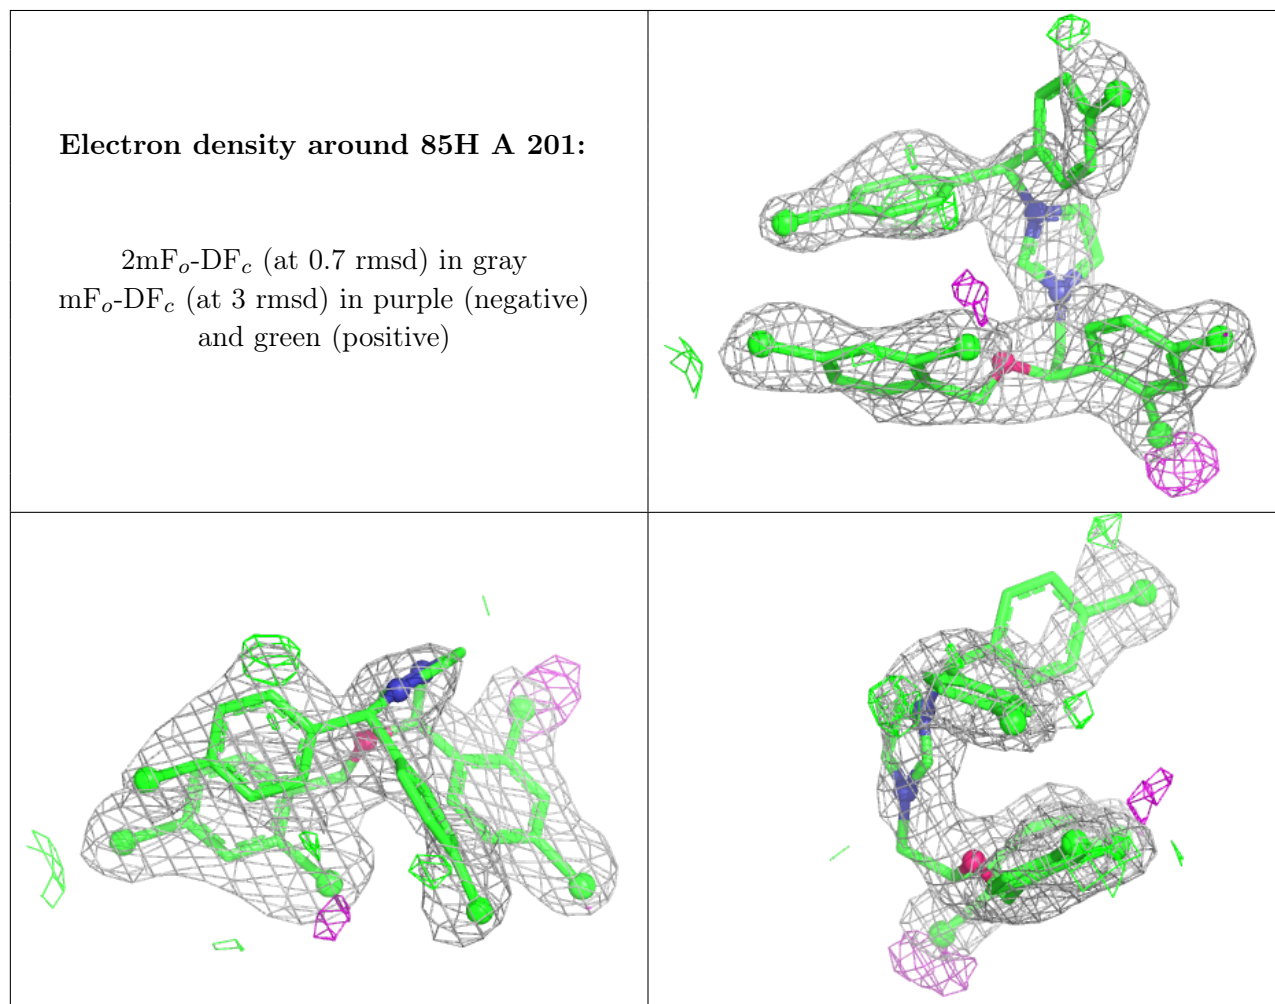 Electron density around 85H A 201:
2mFₒ-DF𝒸 (at 0.7 rmsd) in gray
mFₒ-DF𝒸 (at 3 rmsd) in purple (negative)
and green (positive)